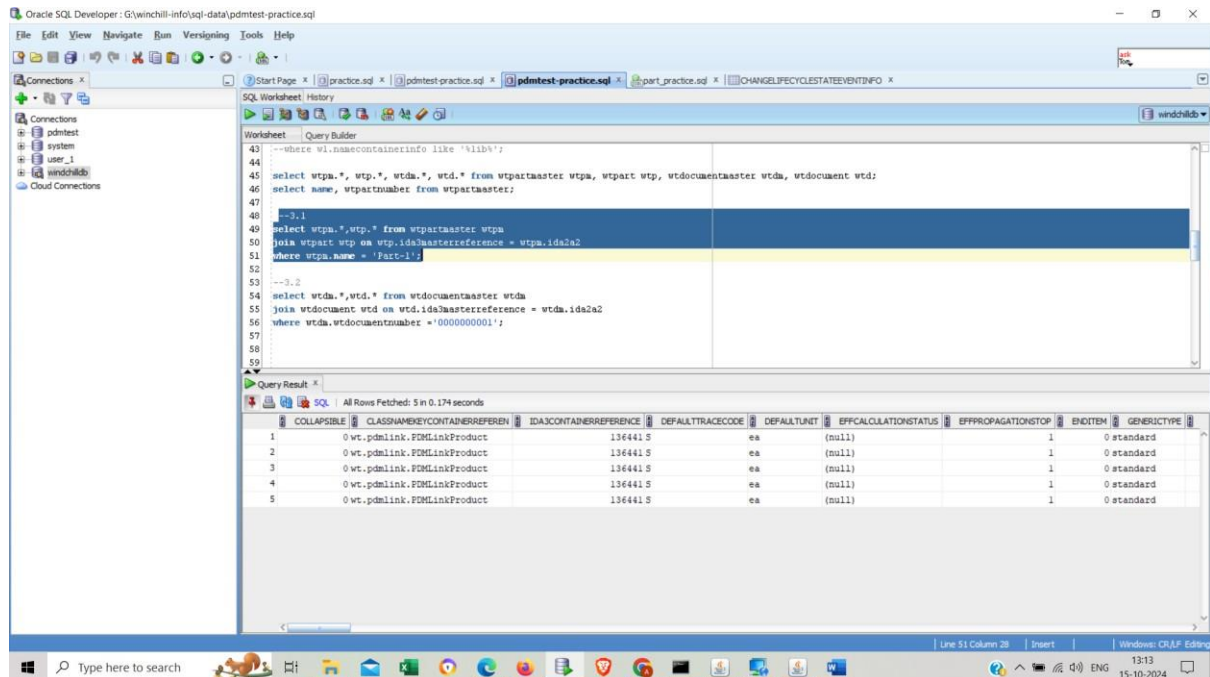 Oracle SQL Developer : G:\winchill-info\sql-data\pdmtest-practice.sql
File Edit View Navigate Run Versioning Tools Help
Connections
Start Page practice.sql pdmtest-practice.sql pdmtest-practice.sql part_practice.sql CHANGELIFECYCLESTATEEVENTINFO
SQL Worksheet History
windchilldb
Connections
pdmtest
system
user_1
windchilldb
Cloud Connections
Worksheet Query Builder
43 --where wl.namecontainerinfo like '%lib%';
44
45 select wtpm.*, wtp.*, wtdm.*, wtd.* from wtpartmaster wtpm, wtpart wtp, wtdocumentmaster wtdm, wtdocument wtd;
46 select name, wtpartnumber from wtpartmaster;
47
48 --3.1
49 select wtpm.*,wtp.* from wtpartmaster wtpm
50 join wtpart wtp on wtp.ida3masterreference = wtpm.ida2a2
51 where wtpm.name = 'Part-1';
52
53 --3.2
54 select wtdm.*,wtd.* from wtdocumentmaster wtdm
55 join wtdocument wtd on wtd.ida3masterreference = wtdm.ida2a2
56 where wtdm.wtdocumentnumber ='0000000001';
57
58
59
Query Result
SQL | All Rows Fetched: 5 in 0.174 seconds
COLLAPSIBLE CLASSNAMEKEYCONTAINERREFEREN IDA3CONTAINERREFERENCE DEFAULTTRACECODE DEFAULTUNIT EFFCALCULATIONSTATUS EFFPROPAGATIONSTOP ENDITEM GENERICTYPE
1 0 wt.pdmlink.PDMLinkProduct 136441 S ea (null) 1 0 standard
2 0 wt.pdmlink.PDMLinkProduct 136441 S ea (null) 1 0 standard
3 0 wt.pdmlink.PDMLinkProduct 136441 S ea (null) 1 0 standard
4 0 wt.pdmlink.PDMLinkProduct 136441 S ea (null) 1 0 standard
5 0 wt.pdmlink.PDMLinkProduct 136441 S ea (null) 1 0 standard
Line 51 Column 28 | Insert | | Windows: CR/LF Editing
Type here to search
ENG
13:13
15-10-2024